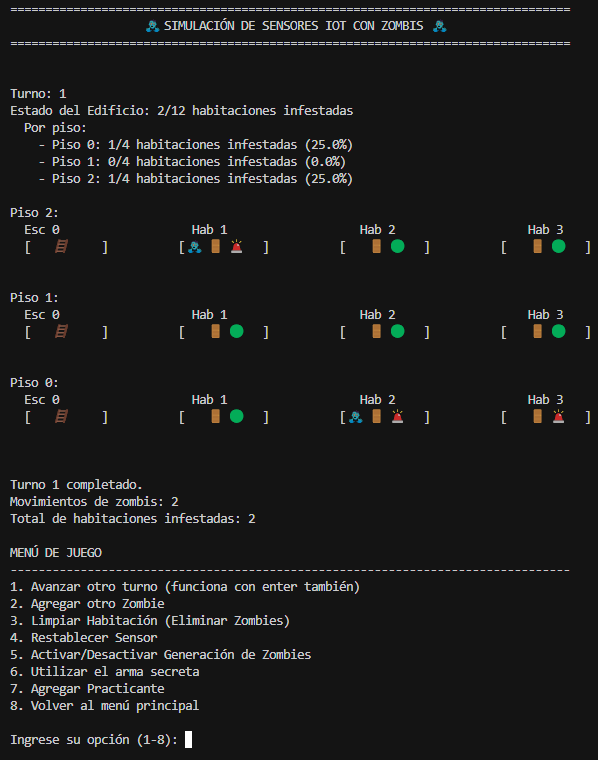 ================================================================================
☣ SIMULACIÓN DE SENSORES IOT CON ZOMBIS ☣
================================================================================
Turno: 1
Estado del Edificio: 2/12 habitaciones infestadas
Por piso:
- Piso 0: 1/4 habitaciones infestadas (25.0%)
- Piso 1: 0/4 habitaciones infestadas (0.0%)
- Piso 2: 1/4 habitaciones infestadas (25.0%)
Piso 2:
Esc 0 Hab 1 Hab 2 Hab 3
[ 🪜 ] [☣ 🚪 🚨 ] [ 🚪 🟢 ] [ 🚪 🟢 ]
Piso 1:
Esc 0 Hab 1 Hab 2 Hab 3
[ 🪜 ] [ 🚪 🟢 ] [ 🚪 🟢 ] [ 🚪 🟢 ]
Piso 0:
Esc 0 Hab 1 Hab 2 Hab 3
[ 🪜 ] [ 🚪 🟢 ] [☣ 🚪 🚨 ] [ 🚪 🚨 ]
Turno 1 completado.
Movimientos de zombis: 2
Total de habitaciones infestadas: 2
MENÚ DE JUEGO
--------------------------------------------------------------------------------
1. Avanzar otro turno (funciona con enter también)
2. Agregar otro Zombie
3. Limpiar Habitación (Eliminar Zombies)
4. Restablecer Sensor
5. Activar/Desactivar Generación de Zombies
6. Utilizar el arma secreta
7. Agregar Practicante
8. Volver al menú principal
Ingrese su opción (1-8):